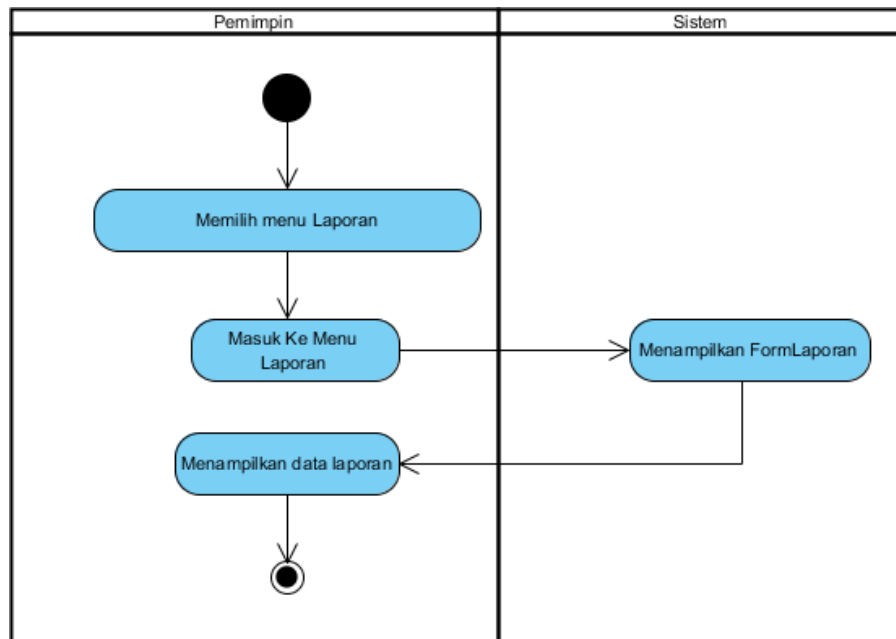 Pemimpin
Sistem
Memilih menu Laporan
Masuk Ke Menu
Laporan
Menampilkan FormLaporan
Menampilkan data laporan